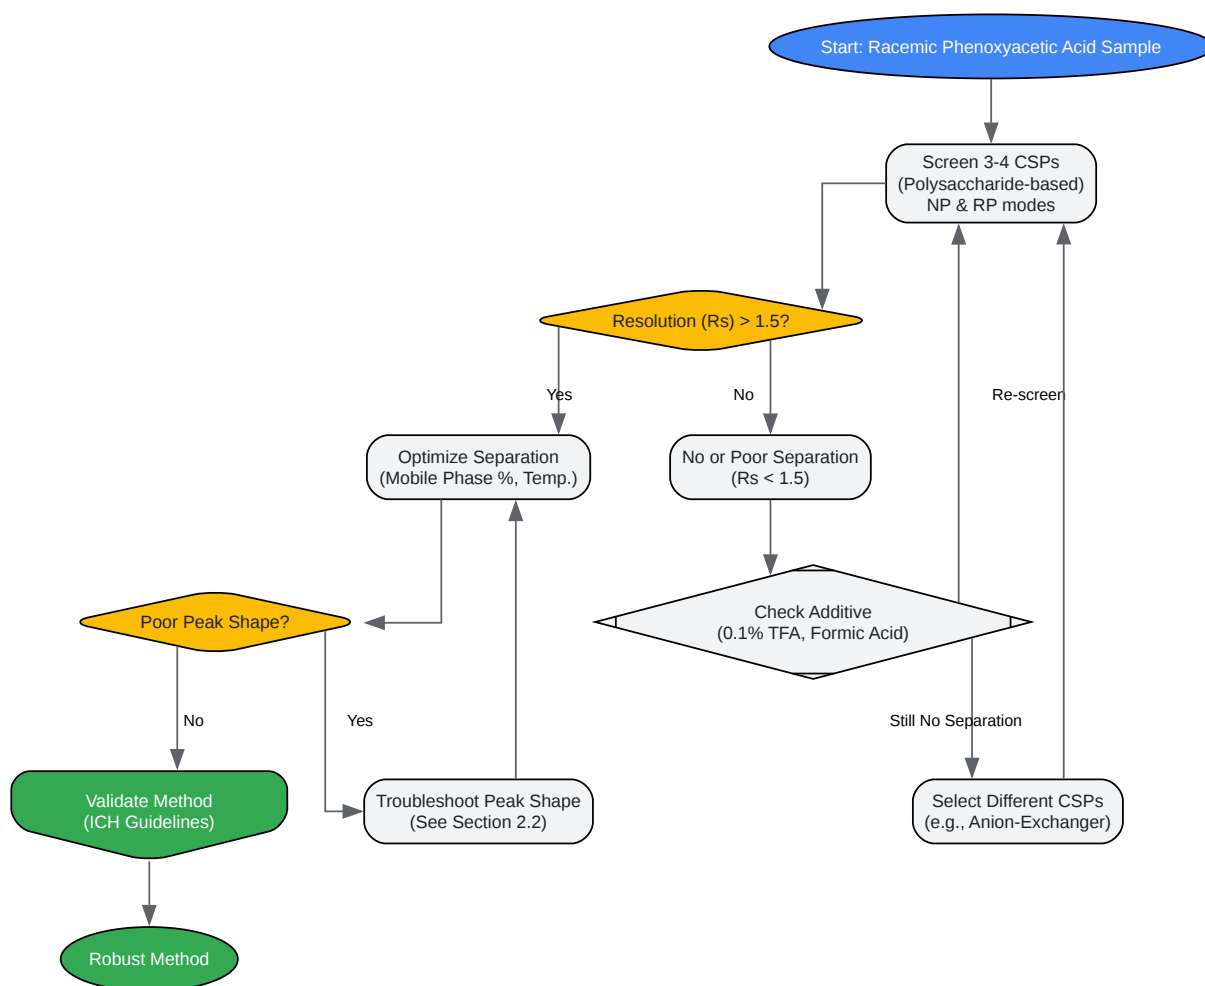 Start: Racemic Phenoxyacetic Acid Sample
Screen 3-4 CSPs
(Polysaccharide-based)
NP & RP modes
Resolution (Rs) > 1.5?
Yes
No
Re-screen
Optimize Separation
(Mobile Phase %, Temp.)
No or Poor Separation
(Rs < 1.5)
Poor Peak Shape?
Check Additive
(0.1% TFA, Formic Acid)
No
Yes
Still No Separation
Validate Method
(ICH Guidelines)
Troubleshoot Peak Shape
(See Section 2.2)
Select Different CSPs
(e.g., Anion-Exchanger)
Robust Method